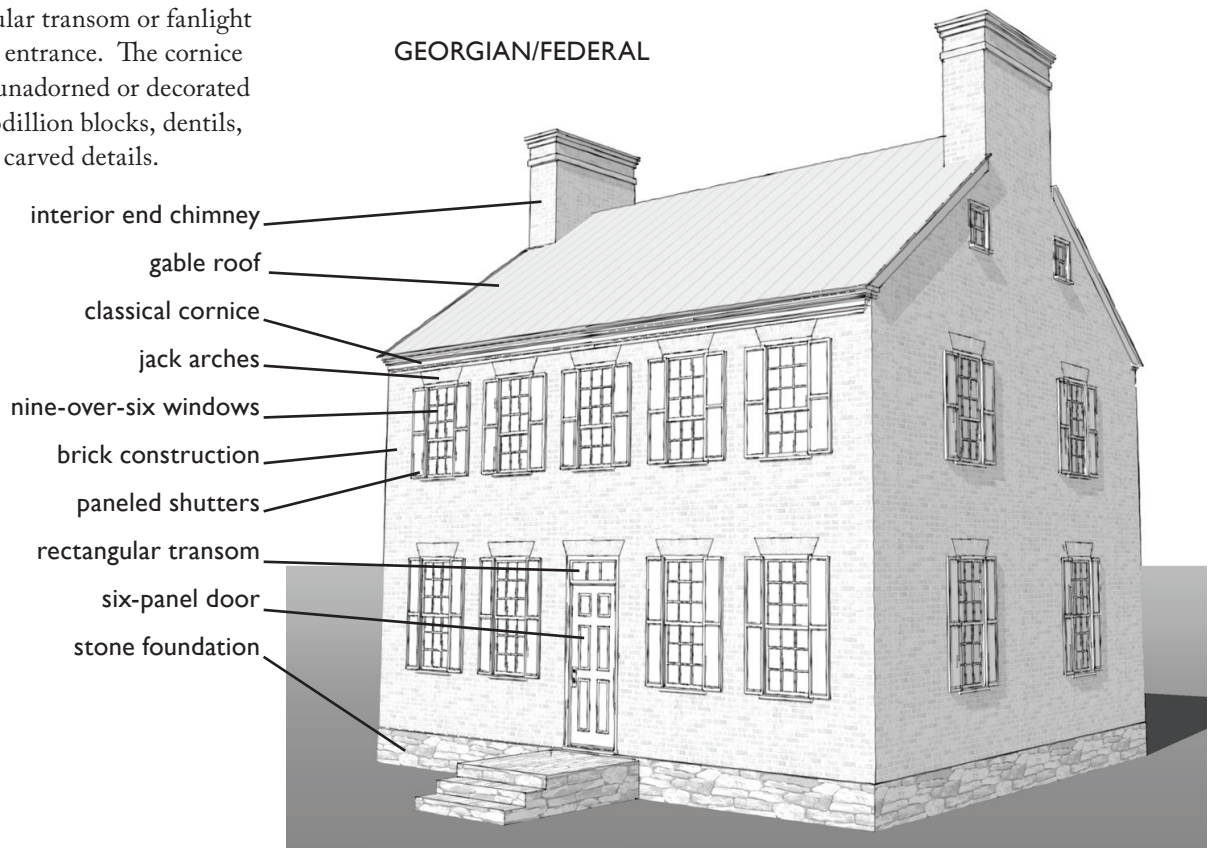 ular transom or fanlight
entrance. The cornice
unadorned or decorated
dillion blocks, dentils,
carved details.
GEORGIAN/FEDERAL
interior end chimney
gable roof
classical cornice
jack arches
nine-over-six windows
brick construction
paneled shutters
rectangular transom
six-panel door
stone foundation